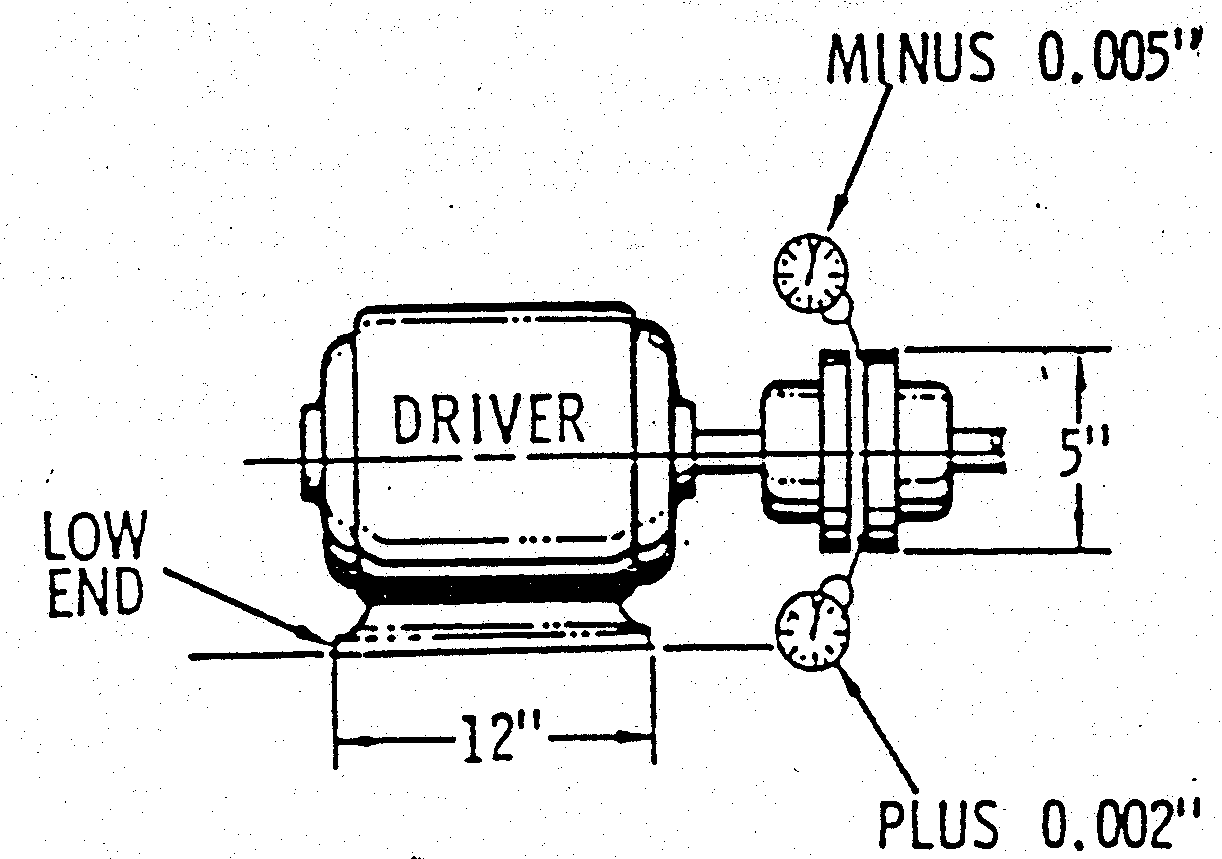 MINUS 0.005"
DRIVER
5"
LOW
END
12"
PLUS 0.002"